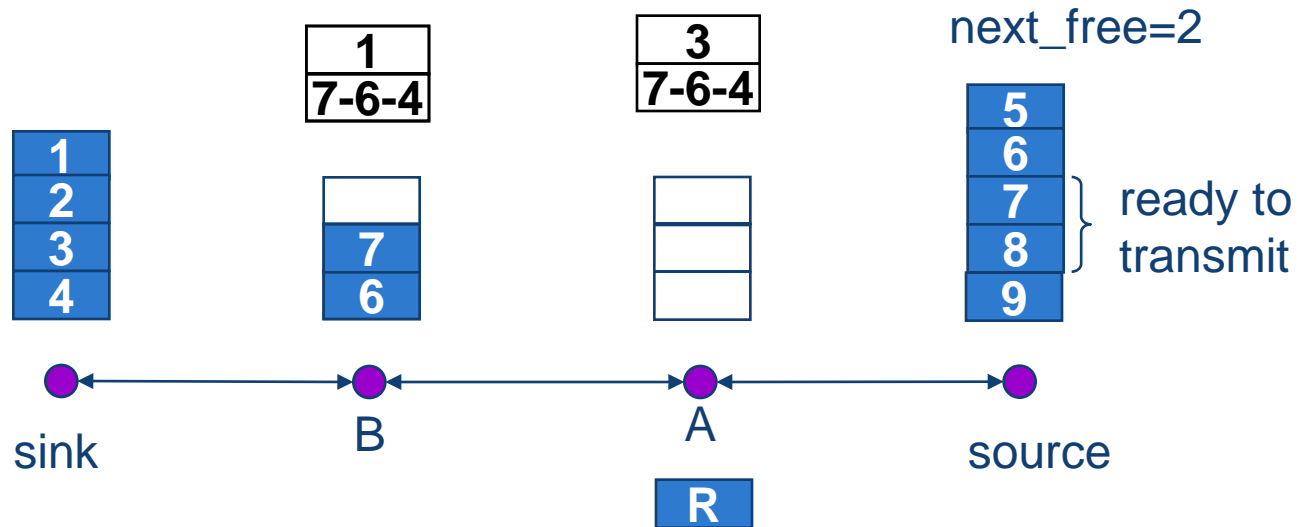 next_free=2
1
7-6-4
3
7-6-4
1
2
3
4
7
6
5
6
7
8
9
ready to
transmit
sink
B
A
source
R